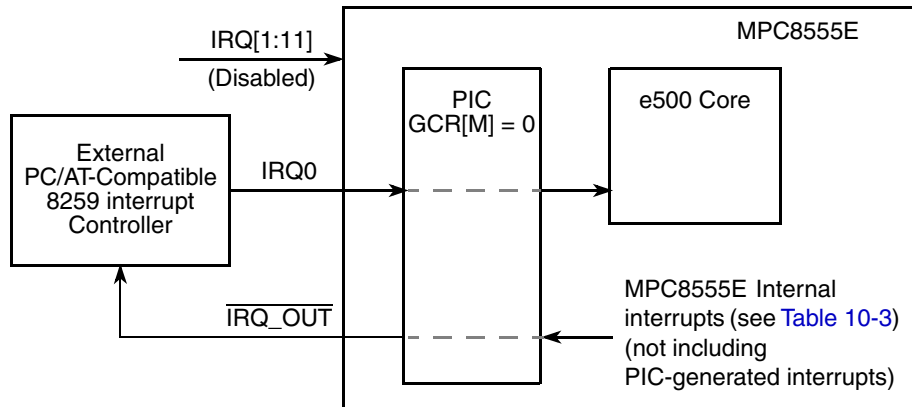 MPC8555E
IRQ[1:11]
(Disabled)
PIC
GCR[M] = 0
e500 Core
External
PC/AT-Compatible
8259 interrupt
Controller
IRQ0
IRQ_OUT
MPC8555E Internal
interrupts (see Table 10-3)
(not including
PIC-generated interrupts)